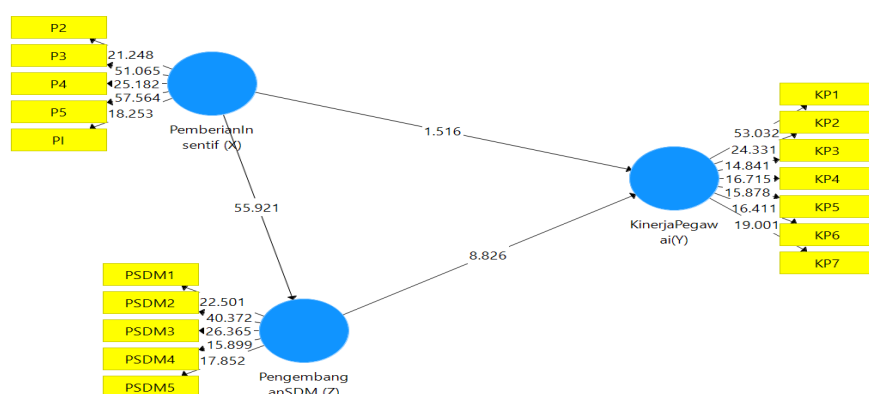 P2
P3
P4
P5
PI
21.248
51.065
25.182
57.564
18.253
PemberianIn
sentif (X)
1.516
55.921
8.826
KP1
KP2
KP3
KP4
KP5
KP6
KP7
53.032
24.331
14.841
16.715
15.878
16.411
19.001
KinerjaPegaw
ai(Y)
PSDM1
PSDM2
PSDM3
PSDM4
PSDM5
22.501
40.372
26.365
15.899
17.852
Pengembang
anSDM (Z)